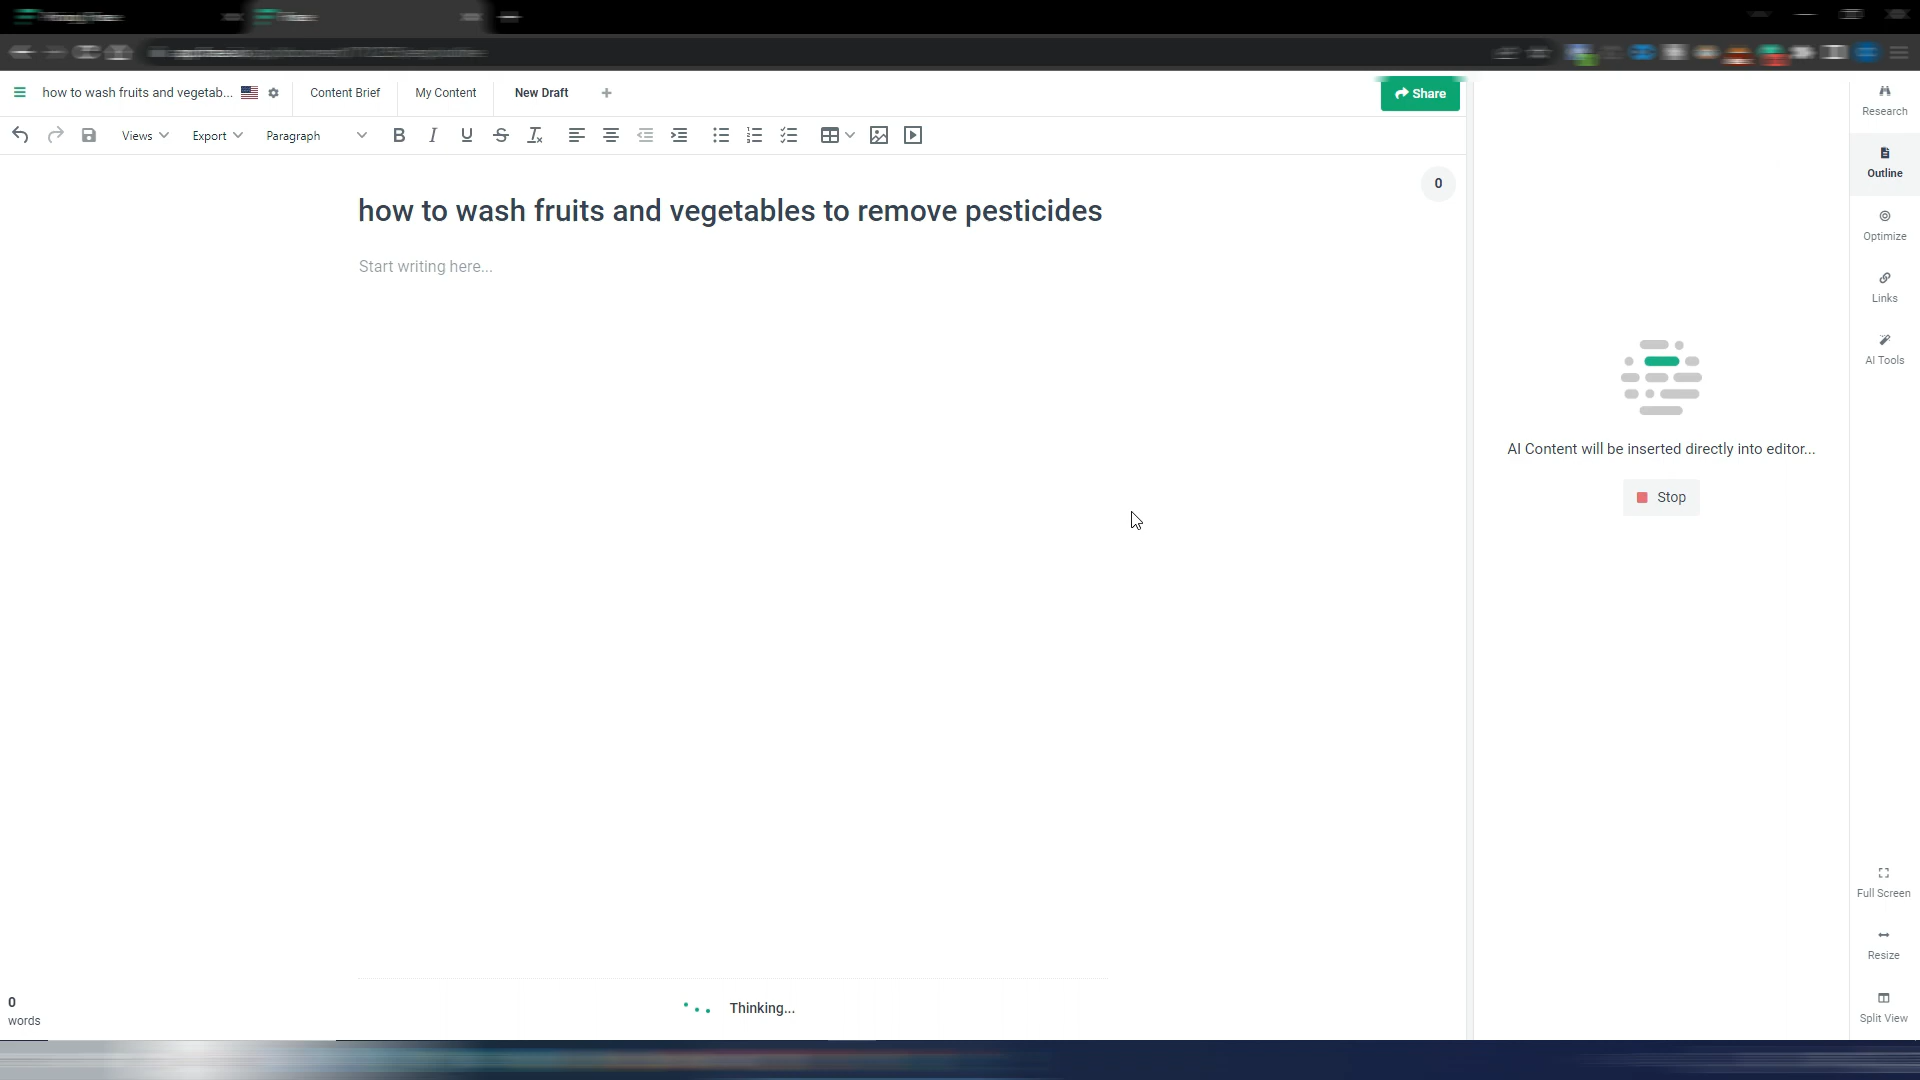 how to wash fruits and vegetab...
Content Brief
My Content
New Draft
Share
Views
Export
Paragraph
B
I
U
S
0
how to wash fruits and vegetables to remove pesticides
Start writing here...
Thinking...
0
words
AI Content will be inserted directly into editor...
Stop
Research
Outline
Optimize
Links
AI Tools
Full Screen
Resize
Split View